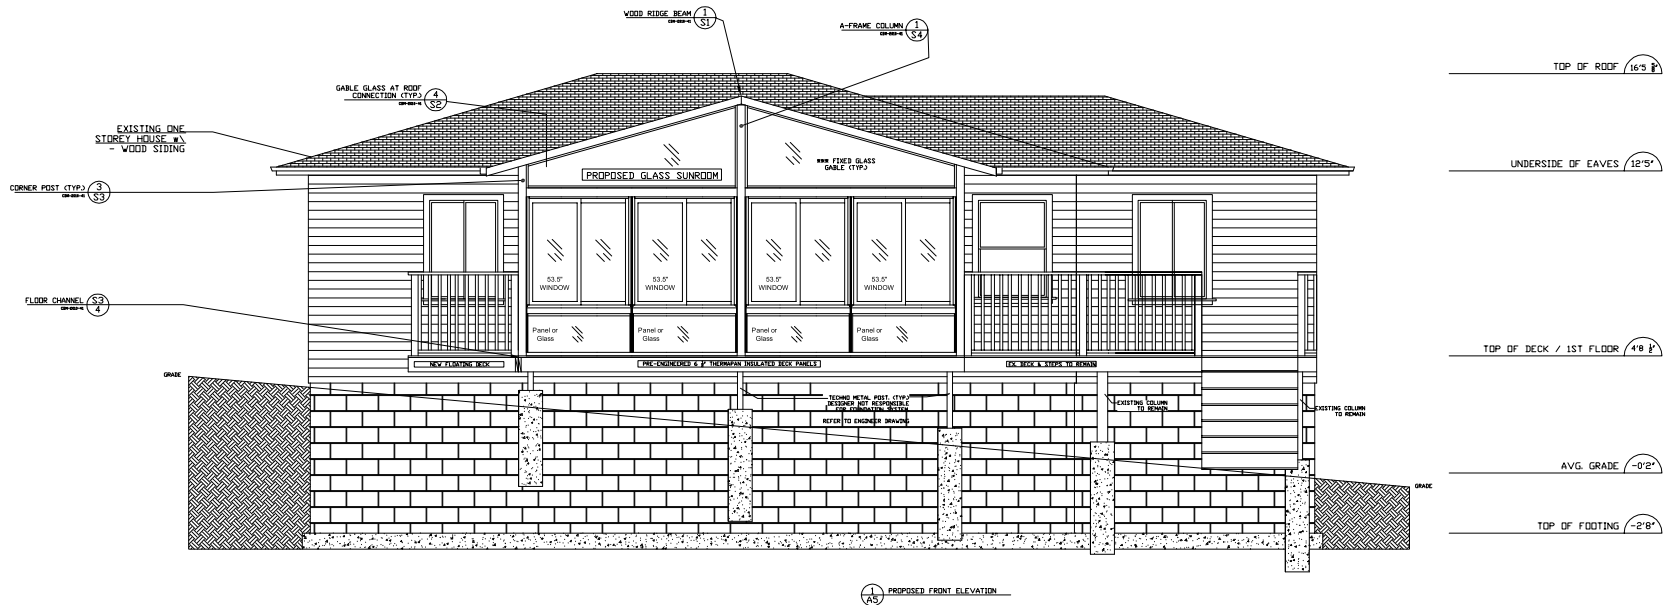 WOOD RIDGE BEAM
1
S1
A-FRAME COLUMN
1
S4
TOP OF ROOF
GABLE GLASS AT ROOF
CONNECTION (TYP.)
4
S2
EXISTING ONE
STOREY HOUSE W\
- WOOD SIDING
PROPOSED GLASS SUNROOM
*** FIXED GLASS
GABLE (TYP.)
UNDERSIDE OF EAVES 12'5"
CORNER POST (TYP.)
3
S3
53.5"
WINDOW
53.5"
WINDOW
53.5"
WINDOW
53.5"
WINDOW
FLOOR CHANNEL
S3
4
Panel or
Glass
Panel or
Glass
Panel or
Glass
Panel or
Glass
TOP OF DECK / 1ST FLOOR
NEW FLOATING DECK
PRE-ENGINEERED 6 THERMAPAN INSULATED DECK PANELS
EX. DECK & STEPS TO REMAIN
GRADE
TECHNO METAL POST. (TYP.)
DESIGNER NOT RESPONSIBLE
FOR FOUNDATION SYSTEM.
REFER TO ENGINEER DRAWING
EXISTING COLUMN
TO REMAIN
EXISTING COLUMN
TO REMAIN
AVG. GRADE -0'2"
GRADE
TOP OF FOOTING -2'8"
1
A5
PROPOSED FRONT ELEVATION